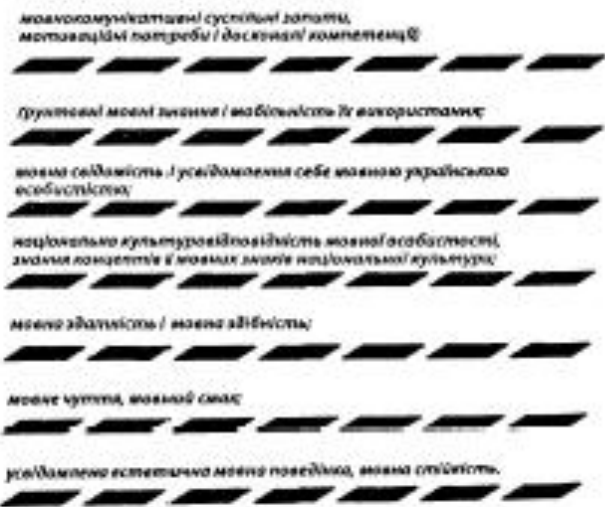 мовнокомунікативні суспільні запити,
мотиваційні потреби і досконалі компетенції;
ґрунтовні мовні знання і мобільність їх використання;
мовна свідомість і усвідомлення себе мовною українською
особистістю;
національно культуровідповідність мовної особистості,
знання концептів й мовних знаків національної культури;
мовна здатність і мовна здібність;
мовне чуття, мовний смак;
усвідомлена естетична мовна поведінка, мовна стійкість.